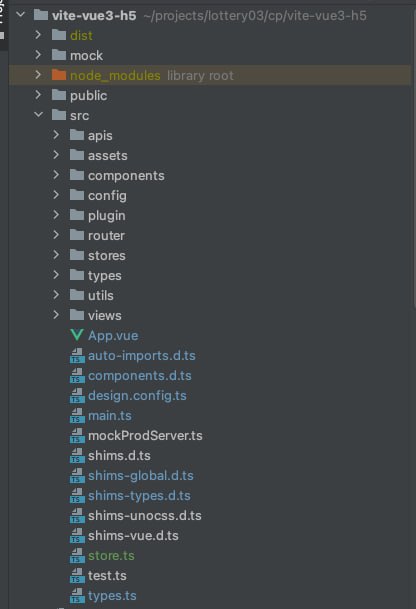 vite-vue3-h5 ~/projects/lottery03/cp/vite-vue3-h5
dist
mock
node_modules library root
public
src
apis
assets
components
config
plugin
router
stores
types
utils
views
App.vue
auto-imports.d.ts
components.d.ts
design.config.ts
main.ts
mockProdServer.ts
shims.d.ts
shims-global.d.ts
shims-types.d.ts
shims-unocss.d.ts
shims-vue.d.ts
store.ts
test.ts
types.ts